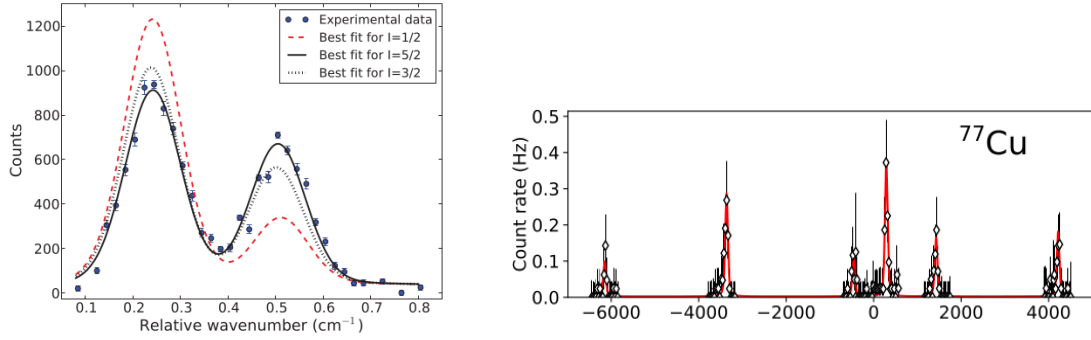 Experimental data
Best fit for I=1/2
Best fit for I=5/2
Best fit for I=3/2
1200
1000
800
600
400
200
0
Counts
0.1 0.2 0.3 0.4 0.5 0.6 0.7 0.8
Relative wavenumber (cm⁻¹)
⁷⁷Cu
0.5
0.4
0.3
0.2
0.1
0.0
Count rate (Hz)
−6000 −4000 −2000 0 2000 4000